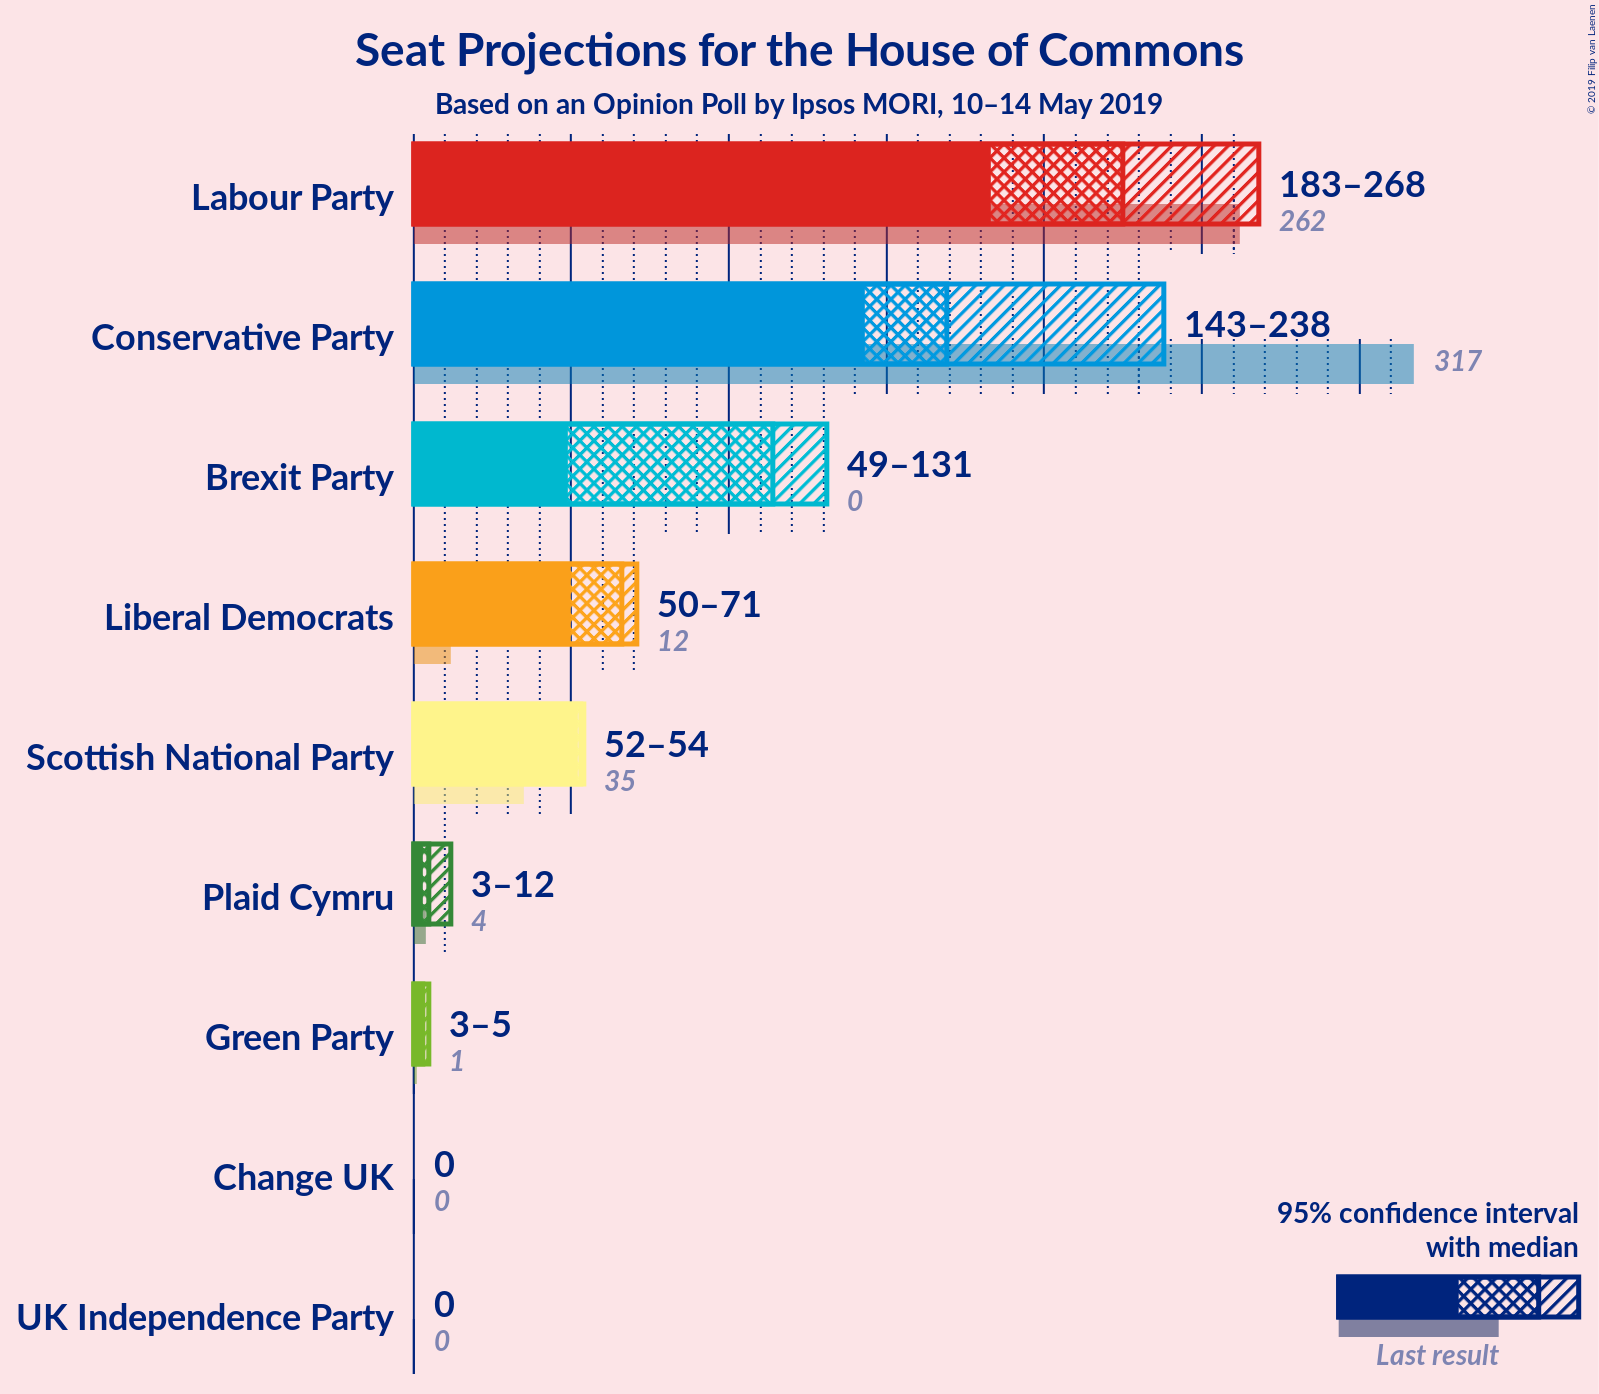 Seat Projections for the House of Commons
Based on an Opinion Poll by Ipsos MORI, 10–14 May 2019
© 2019 Filip van Laenen
Labour Party
183–268
262
Conservative Party
143–238
317
Brexit Party
49–131
0
Liberal Democrats
50–71
12
Scottish National Party
52–54
35
Plaid Cymru
3–12
4
Green Party
3–5
1
Change UK
0
0
UK Independence Party
0
0
95% confidence interval
with median
Last result